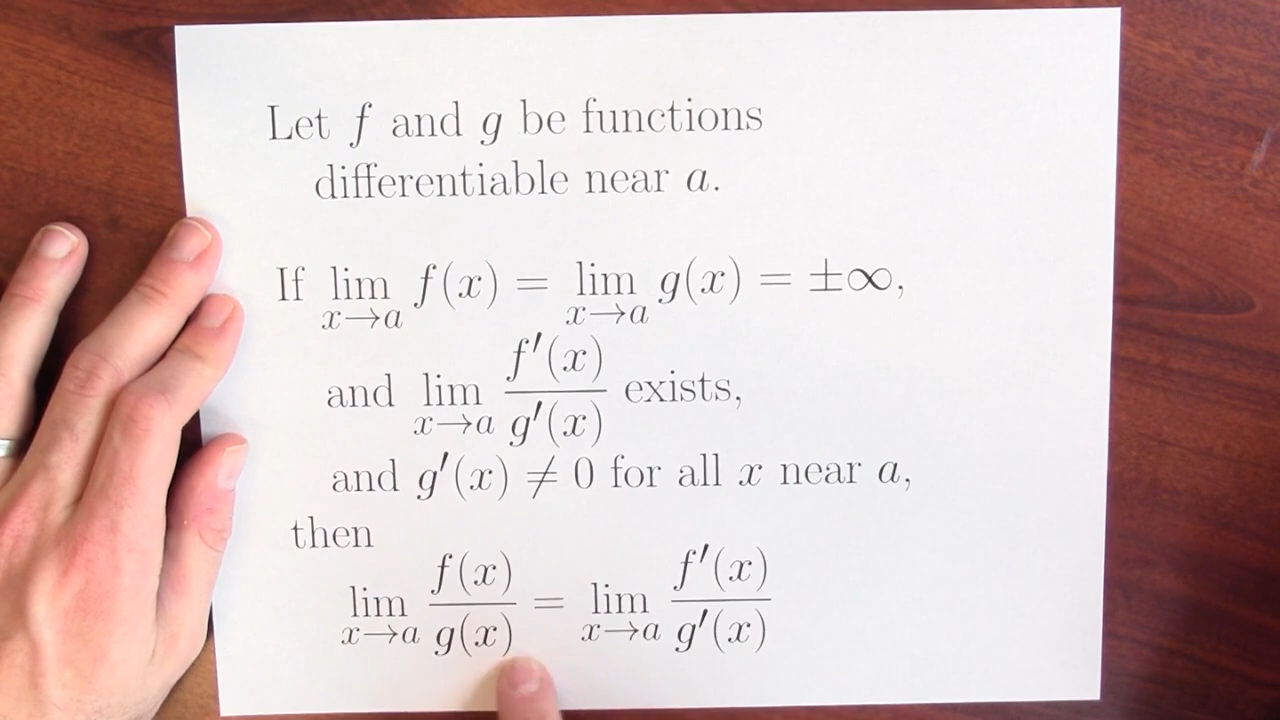 Let f and g be functions
differentiable near a.
If lim_{x→a} f(x) = lim_{x→a} g(x) = ±∞,
and lim_{x→a} f′(x)/g′(x) exists,
and g′(x) ≠ 0 for all x near a,
then
lim_{x→a} f(x)/g(x) = lim_{x→a} f′(x)/g′(x)